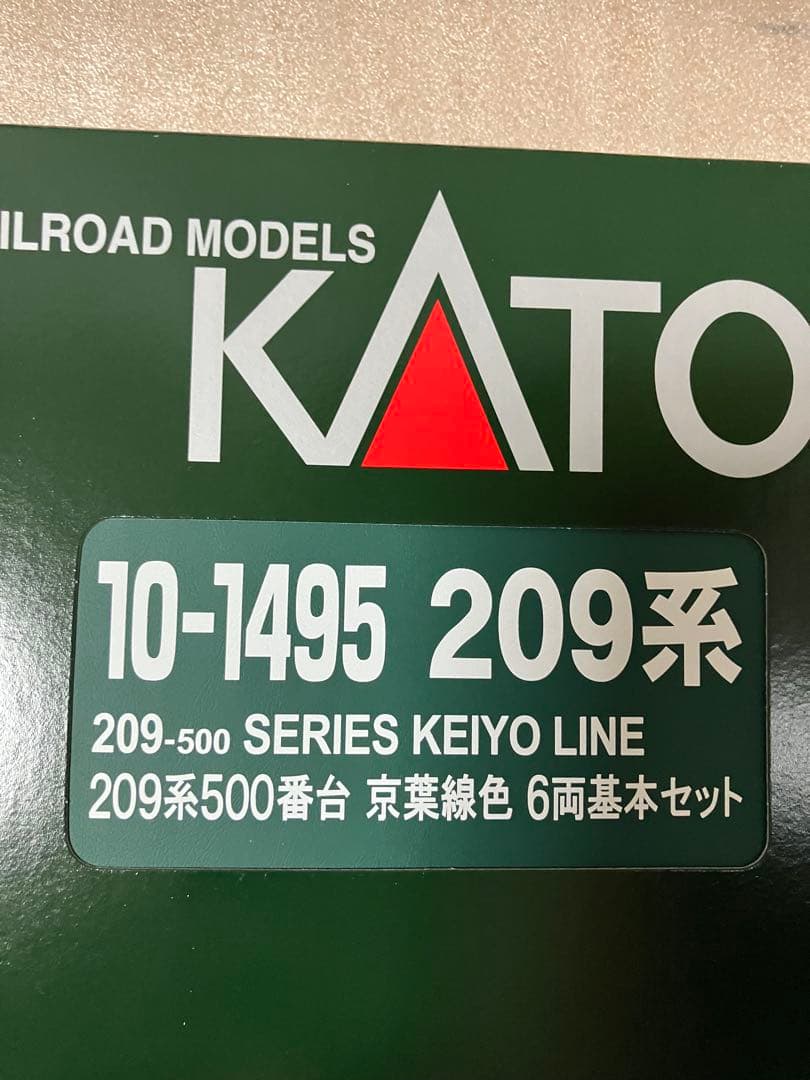 ILROAD MODELS
KATO
10-1495 209系
209-500 SERIES KEIYO LINE
209系500番台 京葉線色 6両基本セット